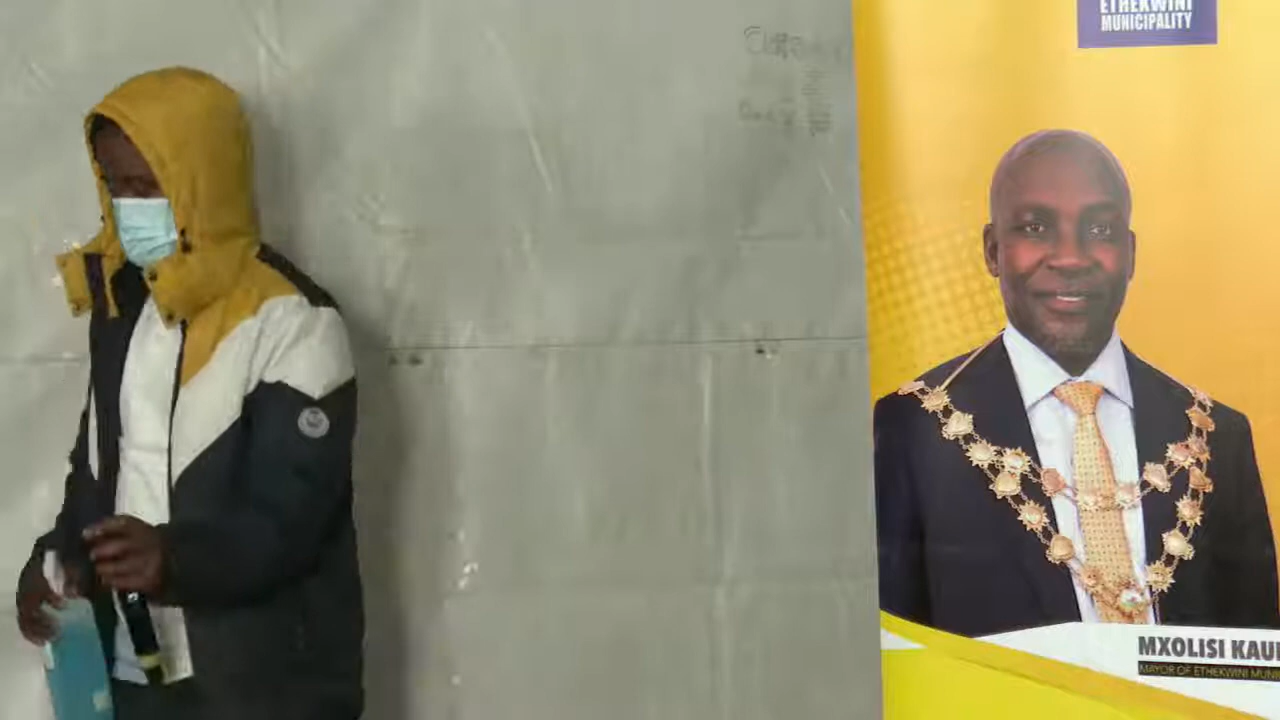 ETHEKWINI
MUNICIPALITY
MXOLISI KAU
MAYOR OF ETHEKWINI MUNI